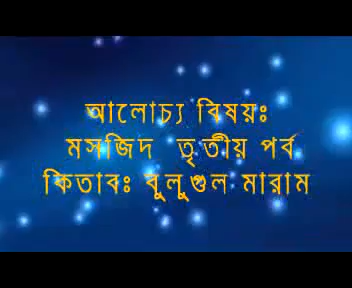 আলোচ্য বিষয়ঃ
মসজিদ তৃতীয় পর্ব
কিতাবঃ বুলুগুল মারাম